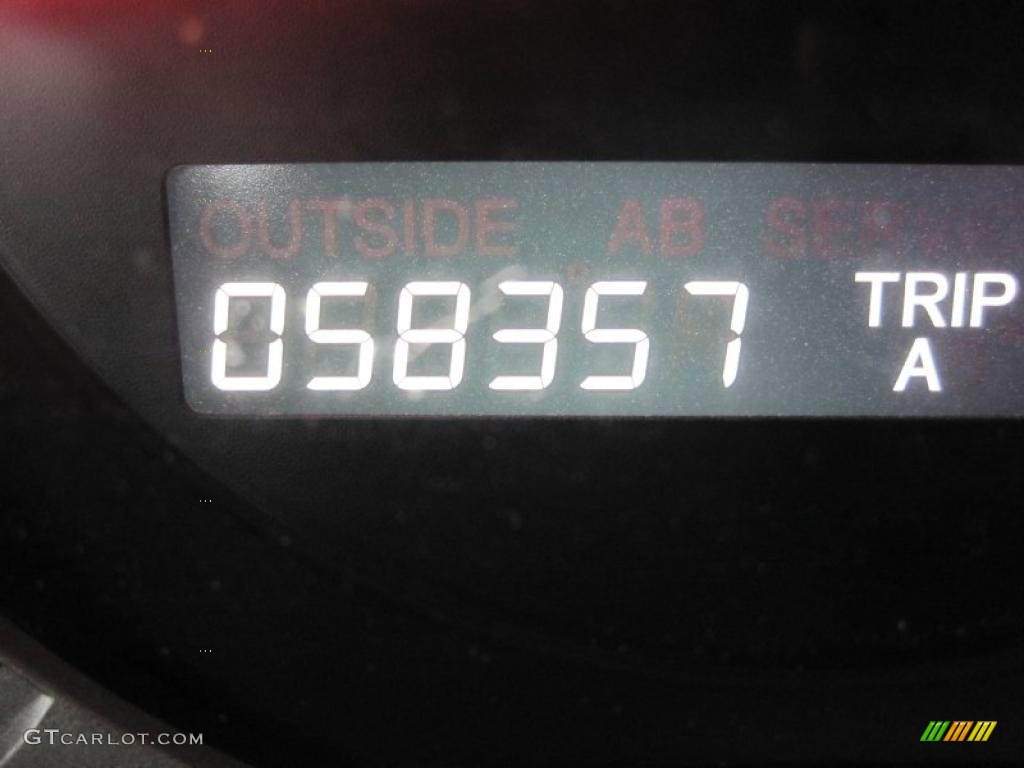 OUTSIDE AB
058357 TRIP
A
GTCARLOT.COM